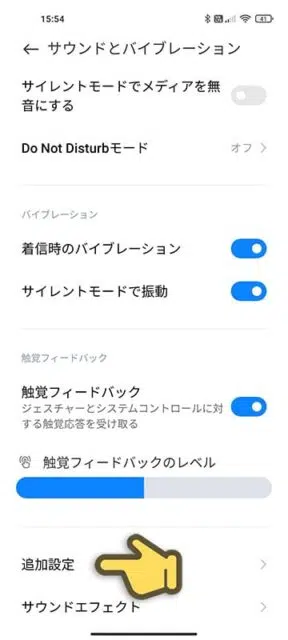 15:54
41
サウンドとバイブレーション
サイレントモードでメディアを無
音にする
Do Not Disturbモード
オフ
バイブレーション
着信時のバイブレーション
サイレントモードで振動
触覚フィードバック
触覚フィードバック
ジェスチャーとシステムコントロールに対
する触覚応答を受け取る
触覚フィードバックのレベル
追加設定
サウンドエフェクト